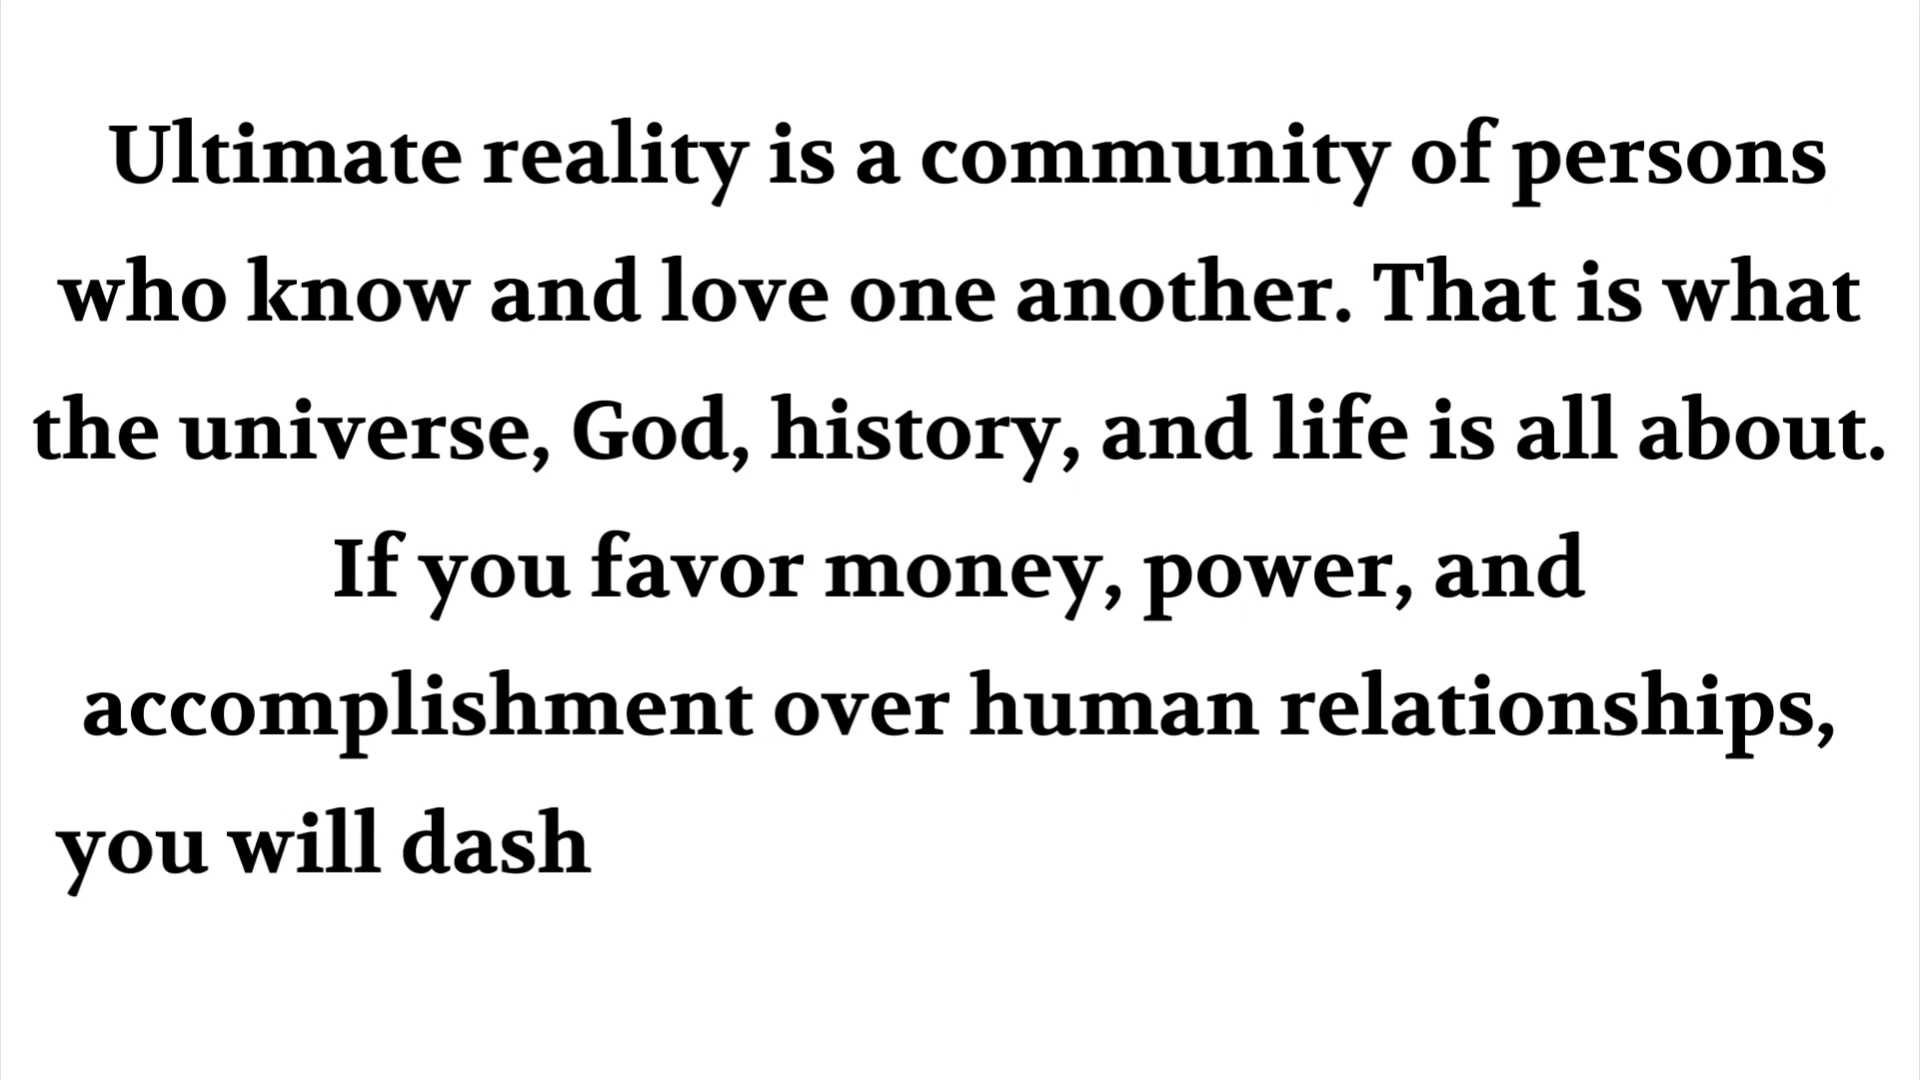 Ultimate reality is a community of persons
who know and love one another. That is what
the universe, God, history, and life is all about.
If you favor money, power, and
accomplishment over human relationships,
you will dash